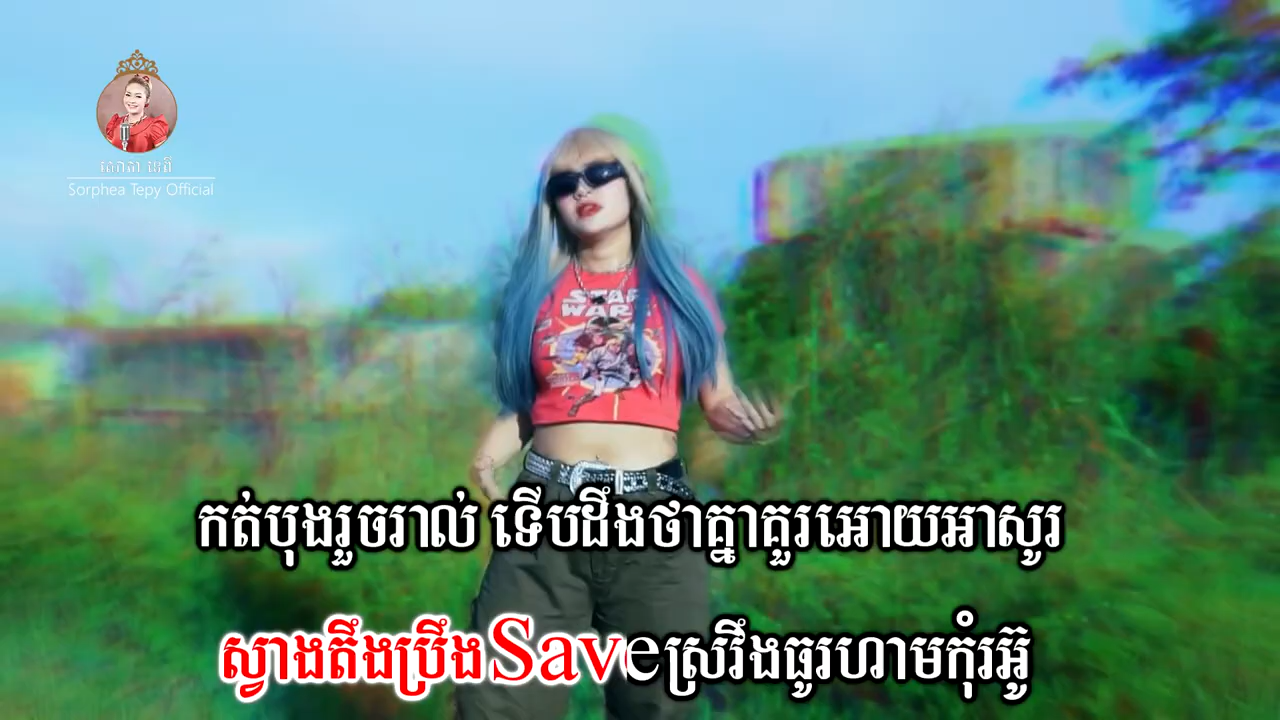 សោភា ទេពី
Sorphea Tepy Official
STAR
WARS
កត់បុងរួចរាល់ ទើបដឹងថាគ្នាគួរអោយអាសូរ
ស្វាងតឹងប្រឹងSaveស្រវឹងធូរហាមកុំរអ៊ូ